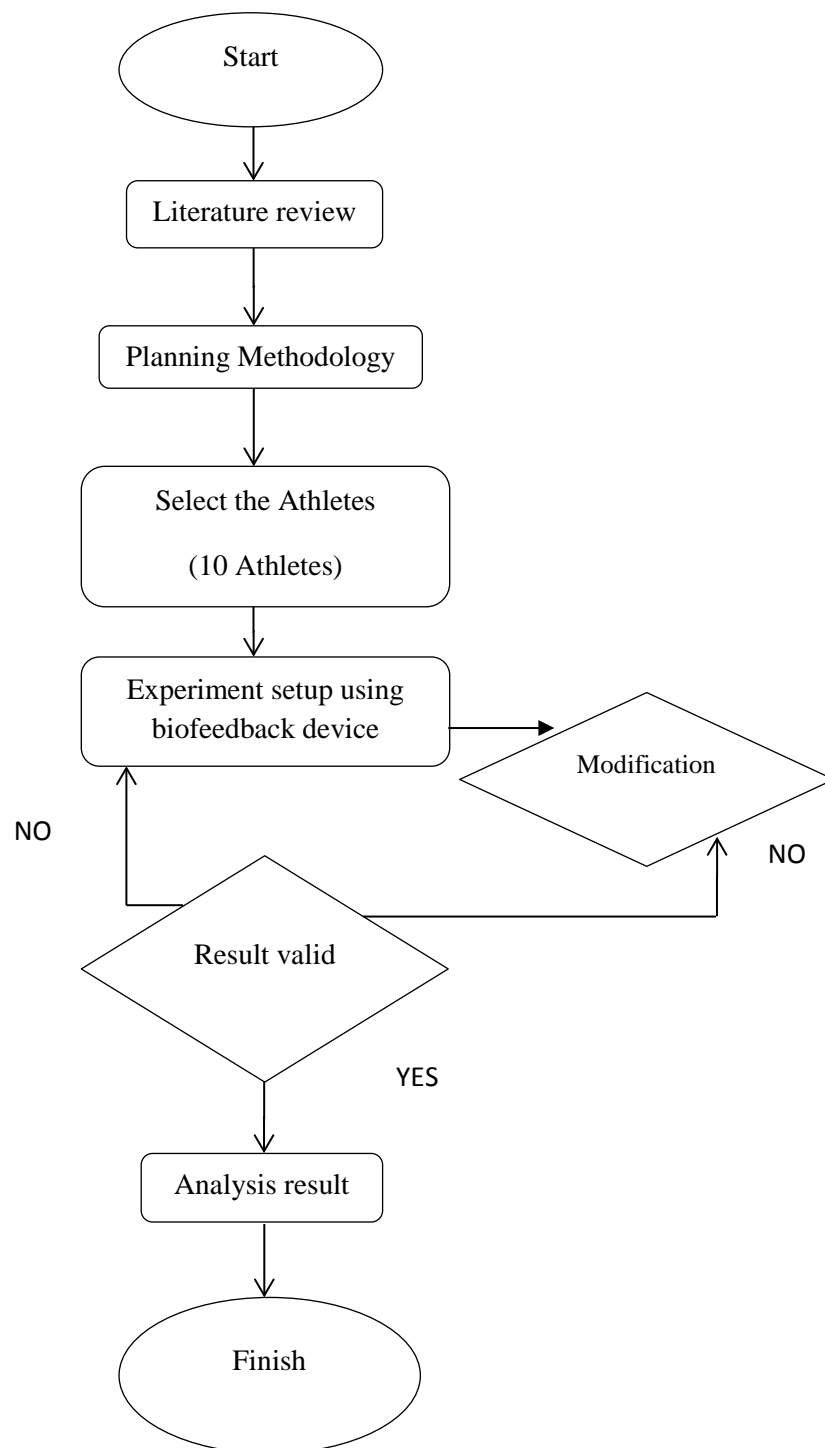 Start
Literature review
Planning Methodology
Select the Athletes
(10 Athletes)
Experiment setup using
biofeedback device
Modification
NO
NO
Result valid
YES
Analysis result
Finish